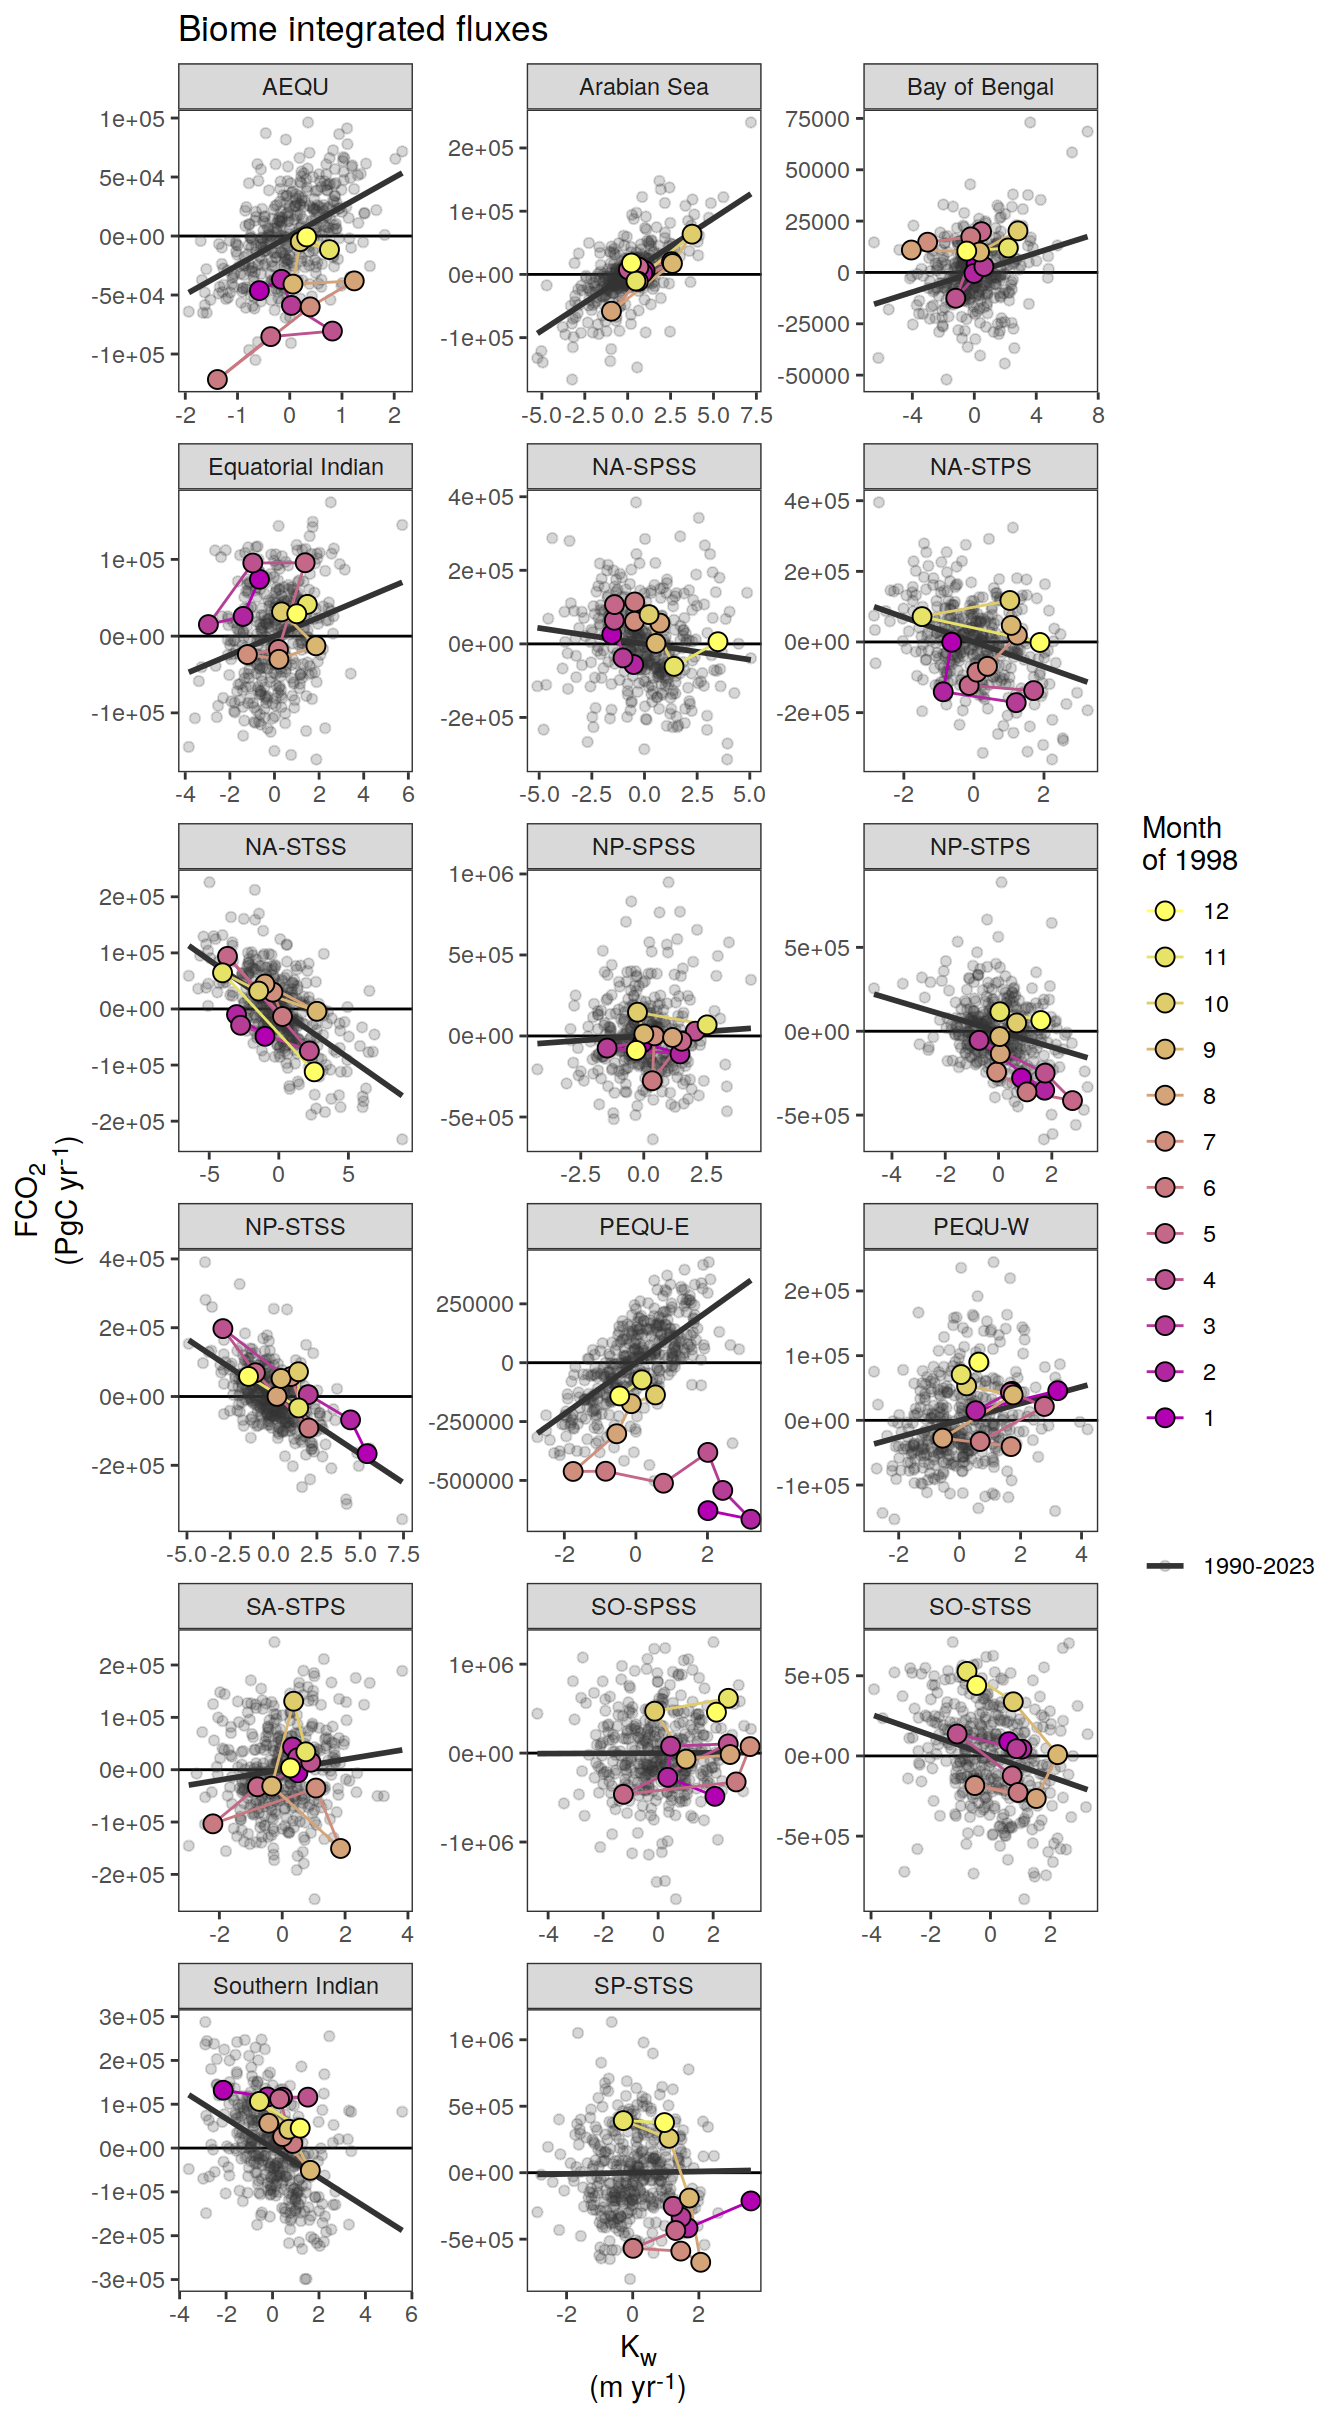 Biome integrated fluxes
AEQU
Arabian Sea
Bay of Bengal
1e+05
5e+04
0e+00
-5e+04
-1e+05
2e+05
1e+05
0e+00
-1e+05
75000
50000
25000
0
-25000
-50000
-2 -1 0 1 2
-5.0 -2.5 0.0 2.5 5.0 7.5
-4 0 4 8
Equatorial Indian
NA-SPSS
NA-STPS
1e+05
0e+00
-1e+05
4e+05
2e+05
0e+00
-2e+05
4e+05
2e+05
0e+00
-2e+05
-4 -2 0 2 4 6
-5.0 -2.5 0.0 2.5 5.0
-2 0 2
NA-STSS
NP-SPSS
NP-STPS
2e+05
1e+05
0e+00
-1e+05
-2e+05
1e+06
5e+05
0e+00
-5e+05
5e+05
0e+00
-5e+05
-5 0 5
-2.5 0.0 2.5
-4 -2 0 2
NP-STSS
PEQU-E
PEQU-W
4e+05
2e+05
0e+00
-2e+05
250000
0
-250000
-500000
2e+05
1e+05
0e+00
-1e+05
-5.0 -2.5 0.0 2.5 5.0 7.5
-2 0 2
-2 0 2 4
SA-STPS
SO-SPSS
SO-STSS
2e+05
1e+05
0e+00
-1e+05
-2e+05
1e+06
0e+00
-1e+06
5e+05
0e+00
-5e+05
-2 0 2 4
-4 -2 0 2
-4 -2 0 2
Southern Indian
SP-STSS
3e+05
2e+05
1e+05
0e+00
-1e+05
-2e+05
-3e+05
1e+06
5e+05
0e+00
-5e+05
-4 -2 0 2 4 6
-2 0 2
FCO2
(PgC yr-1)
Kw
(m yr-1)
Month
of 1998
12
11
10
9
8
7
6
5
4
3
2
1
1990-2023